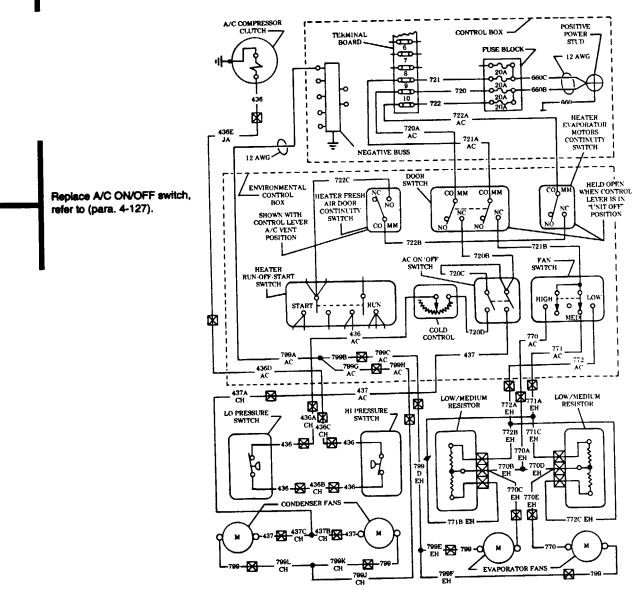 A/C COMPRESSOR
CLUTCH
TERMINAL
BOARD
CONTROL BOX
POSITIVE
POWER
STUD
FUSE BLOCK
12 AWG
6
7
8
10
721
720
722
20A
20A
20A
20A
660C
660B
660
436
436E
JA
12 AWG
NEGATIVE BUSS
722A
AC
720A
AC
721A
AC
HEATER
EVAPORATOR
MOTORS
CONTINUITY
SWITCH
Replace A/C ON/OFF switch,
refer to (para. 4-127).
ENVIRONMENTAL
CONTROL
BOX
SHOWN WITH
CONTROL LEVER
A/C VENT
POSITION
722C
HEATER FRESH
AIR DOOR
CONTINUITY
SWITCH
NC
NO
CO MM
DOOR
SWITCH
CO MM
NC
NO
CO MM
NC
NO
CO MM
NC
NO
HELD OPEN
WHEN CONTROL
LEVER IS IN
"UNIT OFF"
POSITION
722B
720B
721B
HEATER
RUN-OFF-START
SWITCH
START
RUN
AC ON/OFF
SWITCH
720C
FAN
SWITCH
HIGH
LOW
MED
436
AC
COLD
CONTROL
720D
770
AC
771
AC
772
AC
799A
AC
799B
799C
AC
799G
AC
799H
AC
437
436D
AC
437A
CH
437
AC
436A
CH
436C
CH
LO PRESSURE
SWITCH
HI PRESSURE
SWITCH
436
436
436
436B
CH
436
772A
EH
771A
EH
LOW/MEDIUM
RESISTOR
LOW/MEDIUM
RESISTOR
772B
EH
771C
EH
770A
EH
770B
EH
770D
EH
799
D
EH
770C
EH
770E
EH
771B EH
772C EH
CONDENSER FANS
M
437
437C
CH
437B
CH
437
M
799
799L
CH
799K
CH
799
799J
CH
799E
EH
799
M
770
M
EVAPORATOR FANS
799F
EH
799